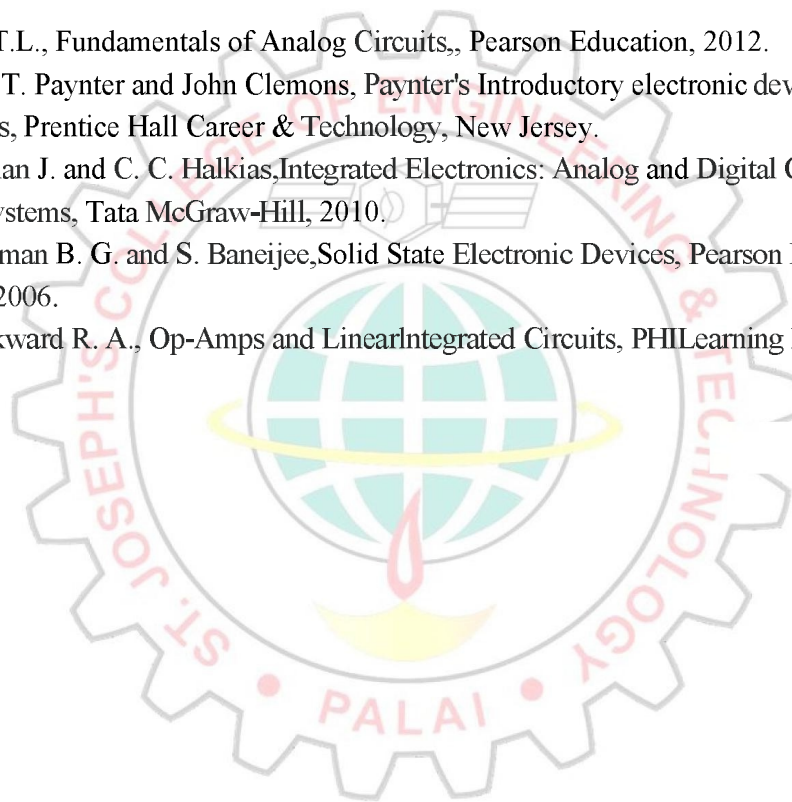 T.L., Fundamentals of Analog Circuits,, Pearson Education, 2012.
T. Paynter and John Clemons, Paynter's Introductory electronic dev
s, Prentice Hall Career & Technology, New Jersey.
an J. and C. C. Halkias,Integrated Electronics: Analog and Digital C
ystems, Tata McGraw-Hill, 2010.
man B. G. and S. Baneijee,Solid State Electronic Devices, Pearson
2006.
kward R. A., Op-Amps and LinearIntegrated Circuits, PHILearning
ST. JOSEPH'S COLLEGE OF ENGINEERING & TECHNOLOGY
• PALAI •